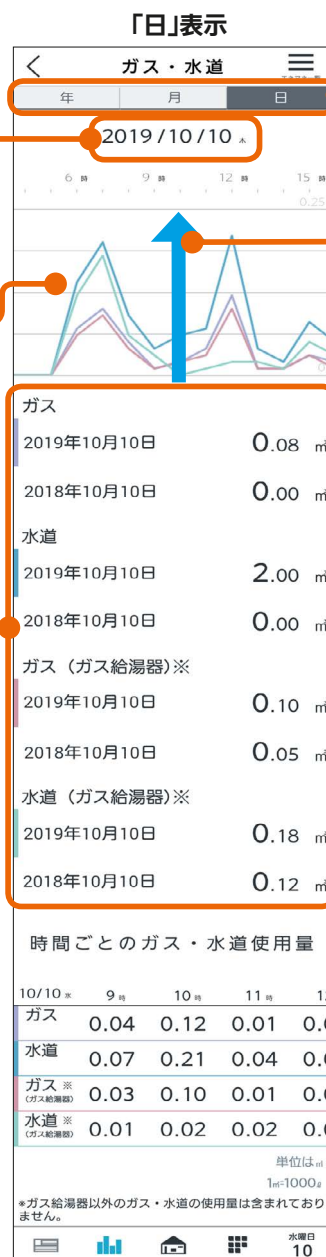 「日」表示
ガス・水道
年 月 日
2019/10/10 木
6 時 9 時 12 時 15 時
0.25
ガス
2019年10月10日 0.08 ㎥
2018年10月10日 0.00 ㎥
水道
2019年10月10日 2.00 ㎥
2018年10月10日 0.00 ㎥
ガス（ガス給湯器)※
2019年10月10日 0.10 ㎥
2018年10月10日 0.05 ㎥
水道（ガス給湯器)※
2019年10月10日 0.18 ㎥
2018年10月10日 0.12 ㎥
時間ごとのガス・水道使用量
10/10 9 時 10 時 11 時
ガス 0.04 0.12 0.01
水道 0.07 0.21 0.04
ガス ※ (ガス給湯器) 0.03 0.10 0.01
水道 ※ (ガス給湯器) 0.01 0.02 0.02
単位は㎥
1㎥=1000ℓ
※ガス給湯器以外のガス・水道の使用量は含まれており
ません。
水曜日
10